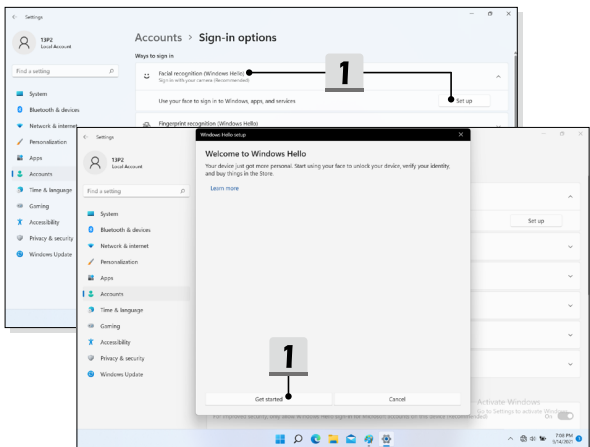 Settings
13P2
Local Account
Find a setting
System
Bluetooth & devices
Network & internet
Personalization
Apps
Accounts
Time & language
Gaming
Accessibility
Privacy & security
Windows Update
Accounts > Sign-in options
Ways to sign in
Facial recognition (Windows Hello)
Sign in with your camera (Recommended)
1
Use your face to sign in to Windows, apps, and services
Set up
Fingerprint recognition (Windows Hello)
Settings
13P2
Local Account
Find a setting
System
Bluetooth & devices
Network & internet
Personalization
Apps
Accounts
Time & language
Gaming
Accessibility
Privacy & security
Windows Update
Windows Hello setup
Welcome to Windows Hello
Your device just got more personal. Start using your face to unlock your device, verify your identity,
and buy things in the Store.
Learn more
Set up
1
Get started
Cancel
Activate Windows
Go to Settings to activate Windows.
On
7:08 PM
5/14/2021